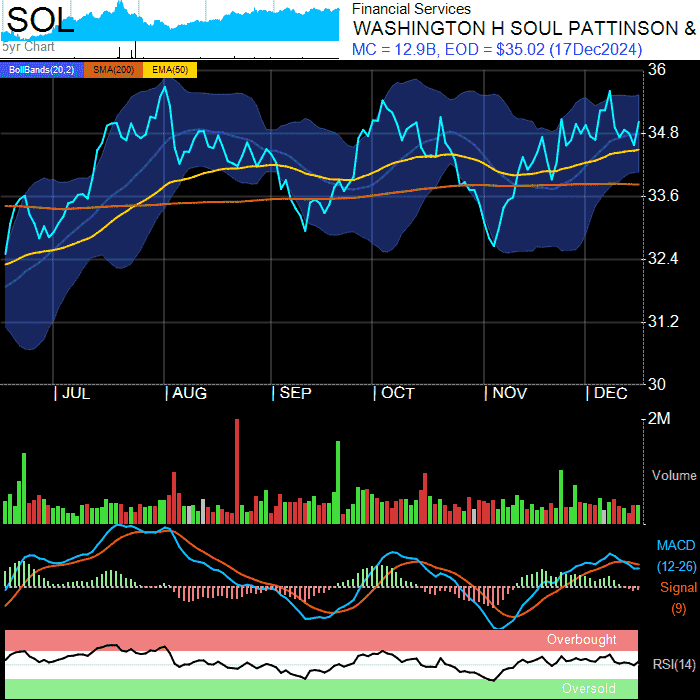 SOL
5yr Chart
Financial Services
WASHINGTON H SOUL PATTINSON &
MC = 12.9B, EOD = $35.02 (17Dec2024)
BollBands(20,2) SMA(200) EMA(50)
36
34.8
33.6
32.4
31.2
30
JUL AUG SEP OCT NOV DEC
2M
Volume
MACD
(12-26)
Signal
(9)
Overbought
RSI(14)
Oversold